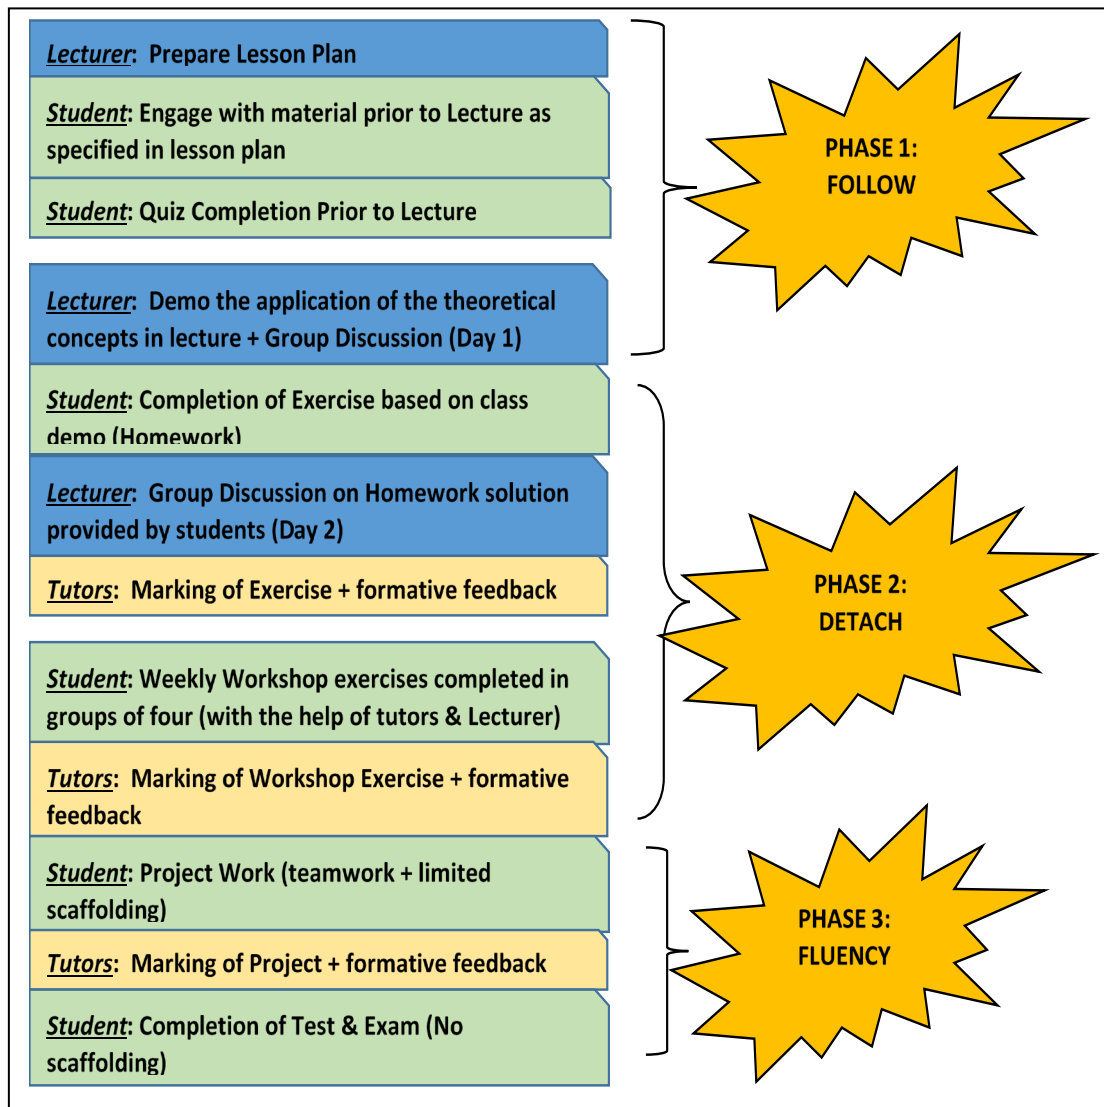 Lecturer:  Prepare Lesson Plan
Student: Engage with material prior to Lecture as
specified in lesson plan
Student: Quiz Completion Prior to Lecture
Lecturer:  Demo the application of the theoretical
concepts in lecture + Group Discussion (Day 1)
PHASE 1:
FOLLOW
Student: Completion of Exercise based on class
demo (Homework)
Lecturer:  Group Discussion on Homework solution
provided by students (Day 2)
Tutors:  Marking of Exercise + formative feedback
Student: Weekly Workshop exercises completed in
groups of four (with the help of tutors & Lecturer)
Tutors:  Marking of Workshop Exercise + formative
feedback
PHASE 2:
DETACH
Student: Project Work (teamwork + limited
scaffolding)
Tutors:  Marking of Project + formative feedback
Student: Completion of Test & Exam (No
scaffolding)
PHASE 3:
FLUENCY